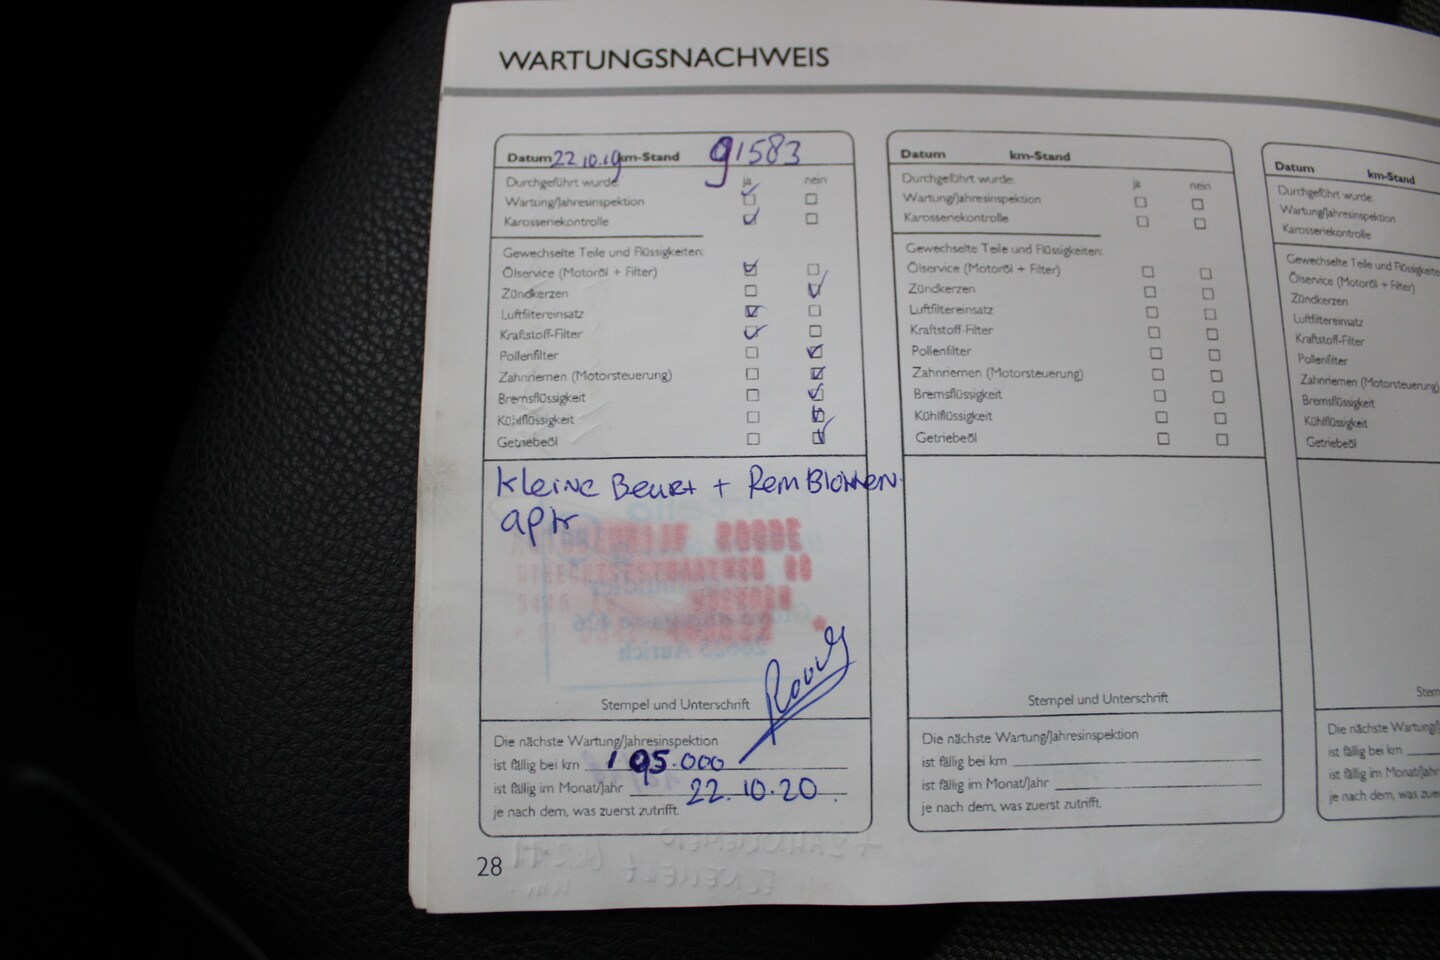 WARTUNGSNACHWEIS
Datum 22.10.19 km-Stand 91583
Durchgeführt wurde: ja nein
Wartung/Jahresinspektion
Karosseriekontrolle
Gewechselte Teile und Flüssigkeiten:
Ölservice (Motoröl + Filter)
Zündkerzen
Luftfiltereinsatz
Kraftstoff-Filter
Pollenfilter
Zahnriemen (Motorsteuerung)
Bremsflüssigkeit
Kühlflüssigkeit
Getriebeöl
Kleine Beurt + RemBlokken
26625 Aurich
Stempel und Unterschrift
Die nächste Wartung/Jahresinspektion
ist fällig bei km 195.000
ist fällig im Monat/Jahr 22.10.20.
je nach dem, was zuerst zutrifft.
28
Datum km-Stand
Durchgeführt wurde: ja nein
Wartung/Jahresinspektion
Karosseriekontrolle
Gewechselte Teile und Flüssigkeiten:
Ölservice (Motoröl + Filter)
Zündkerzen
Luftfiltereinsatz
Kraftstoff-Filter
Pollenfilter
Zahnriemen (Motorsteuerung)
Bremsflüssigkeit
Kühlflüssigkeit
Getriebeöl
Stempel und Unterschrift
Die nächste Wartung/Jahresinspektion
ist fällig bei km
ist fällig im Monat/Jahr
je nach dem, was zuerst zutrifft.
Datum km-Stand
Durchgeführt wurde:
Wartung/Jahresinspektion
Karosseriekontrolle
Gewechselte Teile und Flüssigkeite
Ölservice (Motoröl + Filter)
Zündkerzen
Luftfiltereinsatz
Kraftstoff-Filter
Pollenfilter
Zahnriemen (Motorsteuerung)
Bremsflüssigkeit
Kühlflüssigkeit
Getriebeöl
Stem
Die nächste Wartung/J
ist fällig bei km
ist fällig im Monat/Jahr
je nach dem, was zue